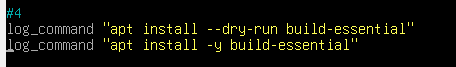 #4
log_command "apt install --dry-run build-essential"
log_command "apt install -y build-essential"